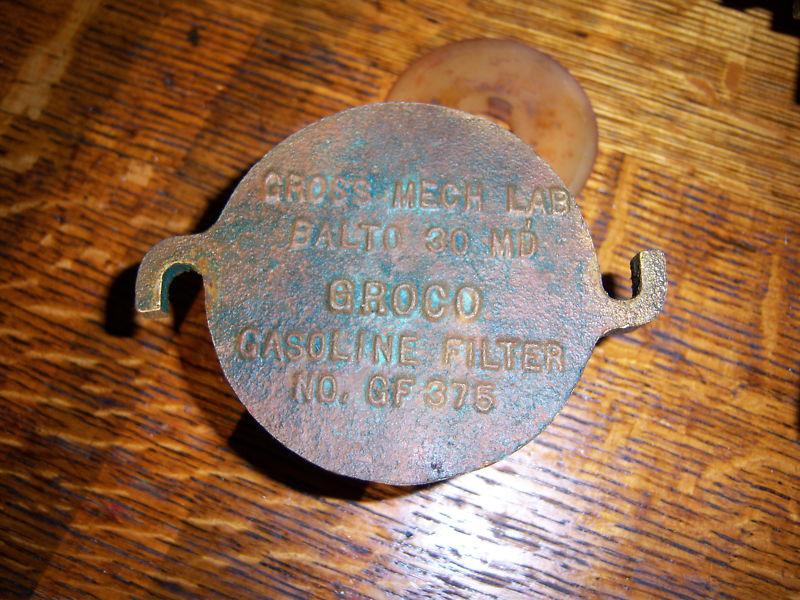 GROSS MECH LAB
BALTO 30 MD
GROCO
GASOLINE FILTER
NO. GF 375